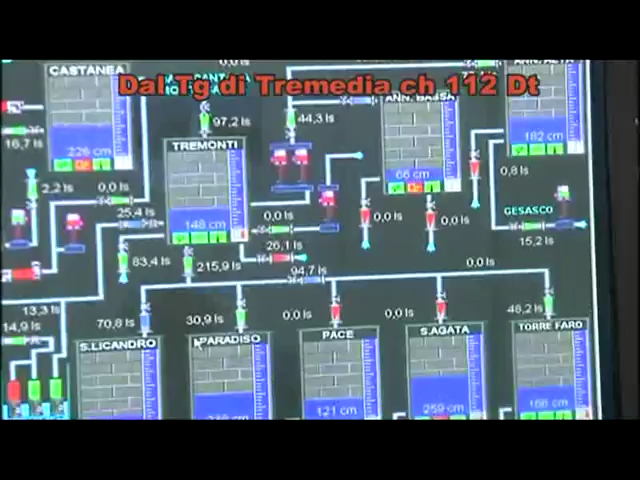 0,0 ls
CASTANEA
Dal Tg di Tremedia ch 112 Dt
ANN. BASSA
16,7 ls
226 cm
97,2 ls
44,3 ls
182 cm
TREMONTI
66 cm
0,8 ls
2,2 ls
0,0 ls
25,4 ls
148 cm
0,0 ls
0,0 ls
0,0 ls
GESASCO
15,2 ls
26,1 ls
83,4 ls
215,9 ls
94,7 ls
0,0 ls
13,3 ls
14,9 ls
70,8 ls
30,9 ls
0,0 ls
0,0 ls
46,2 ls
S.LICANDRO
PARADISO
PACE
S.AGATA
TORRE FARO
121 cm
259 cm
166 cm